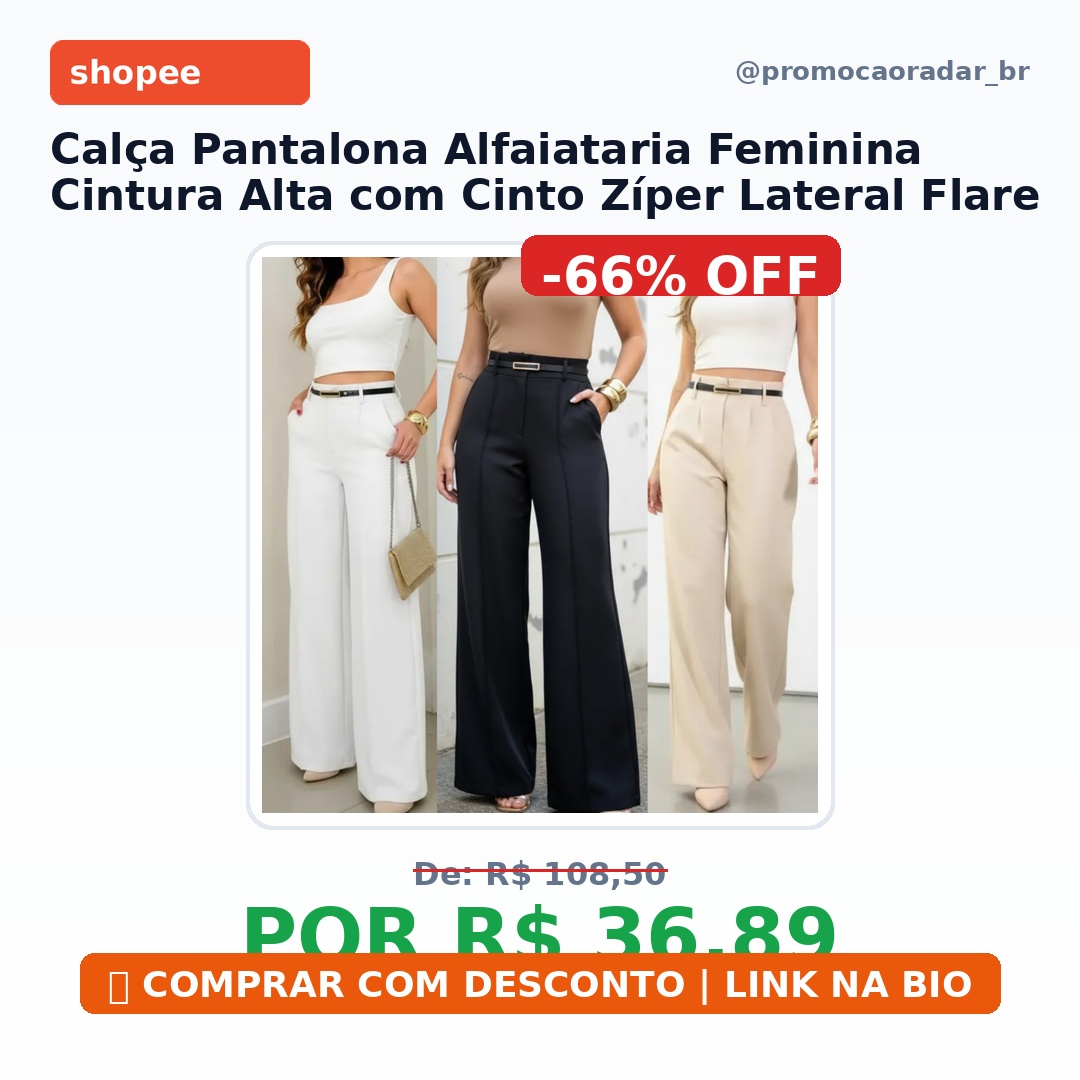 shopee
@promocaoradar_br
Calça Pantalona Alfaiataria Feminina
Cintura Alta com Cinto Zíper Lateral Flare
-66% OFF
De: R$ 108,50
POR R$ 36,89
COMPRAR COM DESCONTO | LINK NA BIO